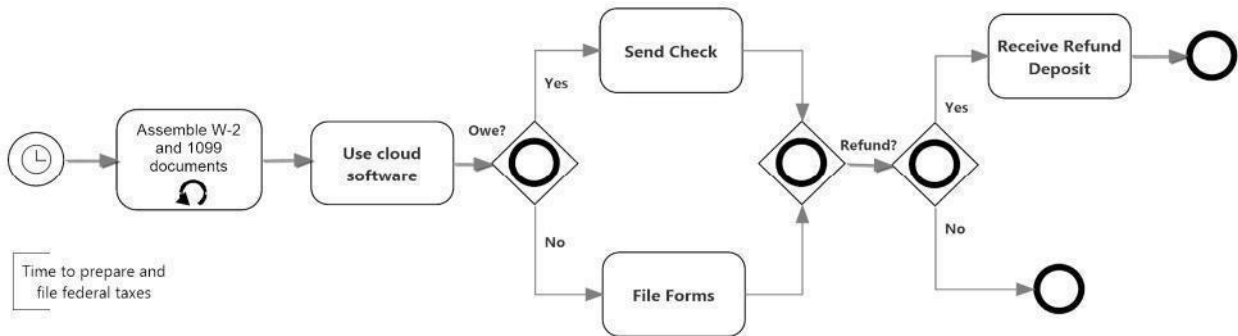 Assemble W-2
and 1099
documents
Use cloud
software
Owe?
Yes
Send Check
No
File Forms
Refund?
Yes
Receive Refund
Deposit
No
Time to prepare and
file federal taxes